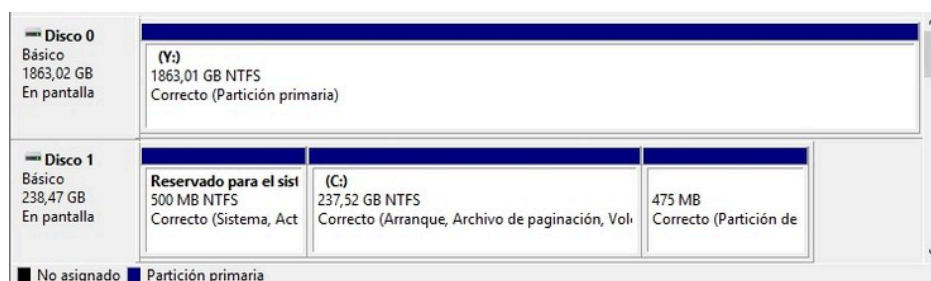 Disco 0
Básico
1863,02 GB
En pantalla
(Y:)
1863,01 GB NTFS
Correcto (Partición primaria)
Disco 1
Básico
238,47 GB
En pantalla
Reservado para el sist
500 MB NTFS
Correcto (Sistema, Act
(C:)
237,52 GB NTFS
Correcto (Arranque, Archivo de paginación, Vol
475 MB
Correcto (Partición de
No asignado Partición primaria